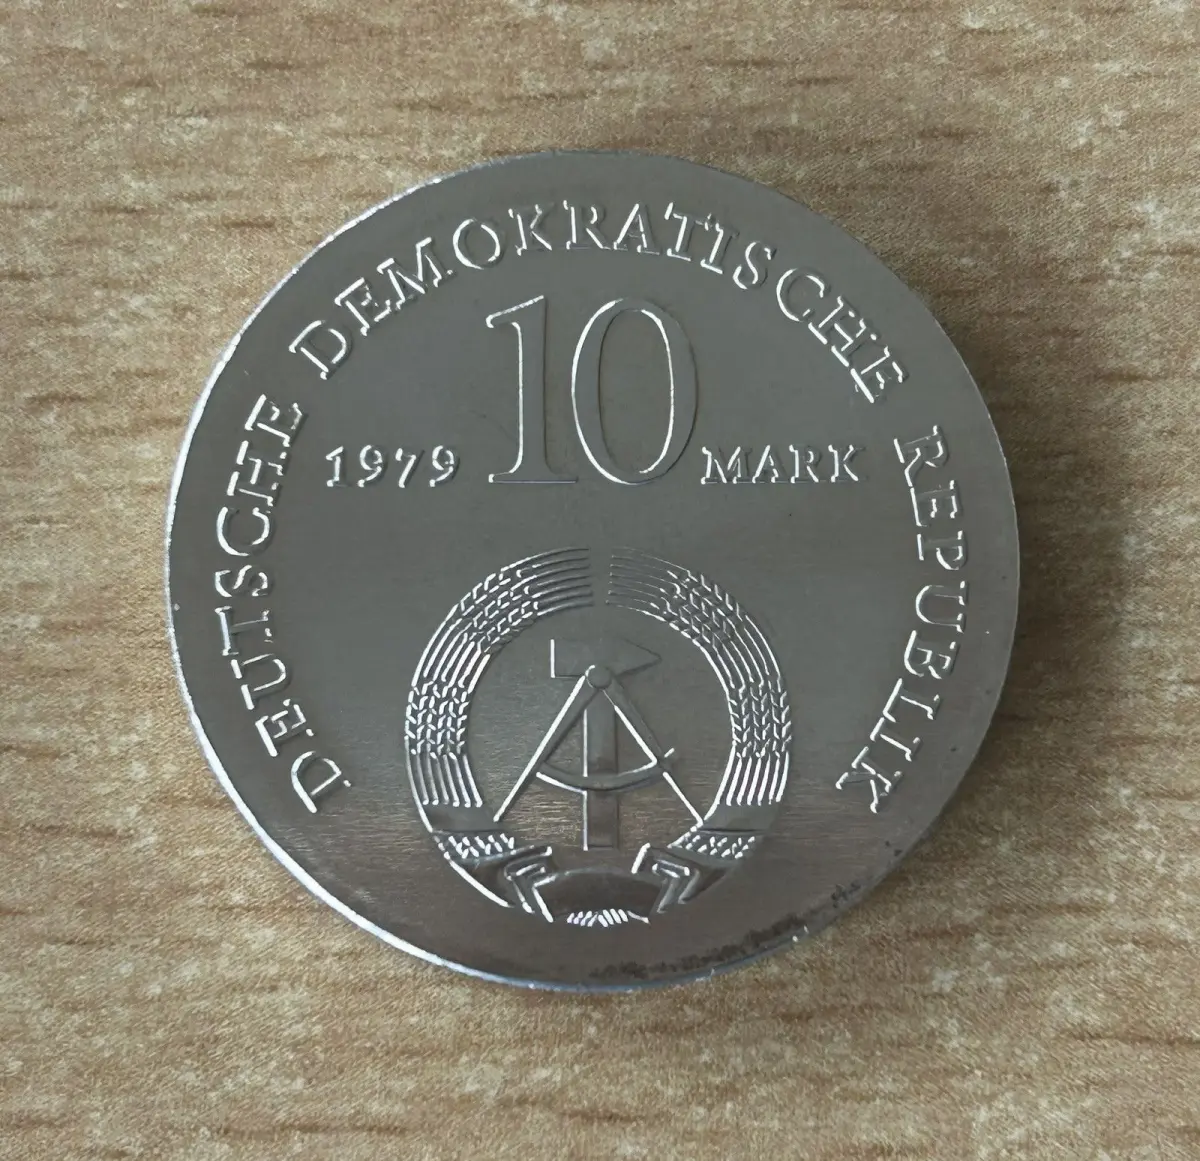 DEUTSCHE DEMOKRATISCHE REPUBLIK
10
1979 MARK